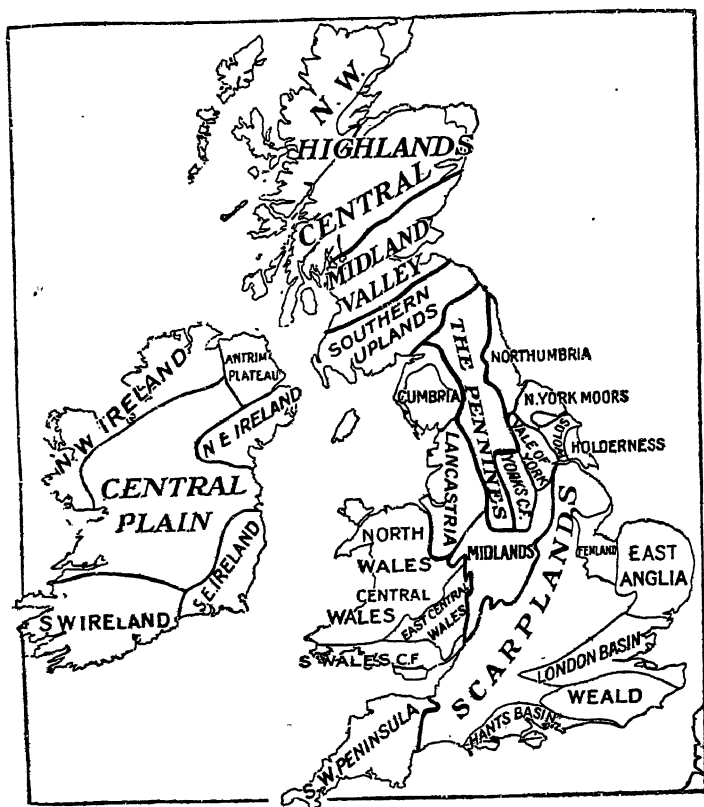 N. W.
HIGHLANDS
CENTRAL
MIDLAND
VALLEY
SOUTHERN
UPLANDS
THE PENNINES
NORTHUMBRIA
ANTRIM
PLATEAU
N.W IRELAND
N E IRELAND
CUMBRIA
N.YORK MOORS
WOLDS
VALE OF YORK
HOLDERNESS
YORKS C.F.
LANCASTRIA
CENTRAL
PLAIN
NORTH
WALES
MIDLANDS
FENLAND
EAST
ANGLIA
S.E.IRELAND
S W IRELAND
CENTRAL
WALES
EAST CENTRAL
WALES
S WALES C.F.
SCARPLANDS
LONDON BASIN
WEALD
HANTS BASIN
S.W PENINSULA